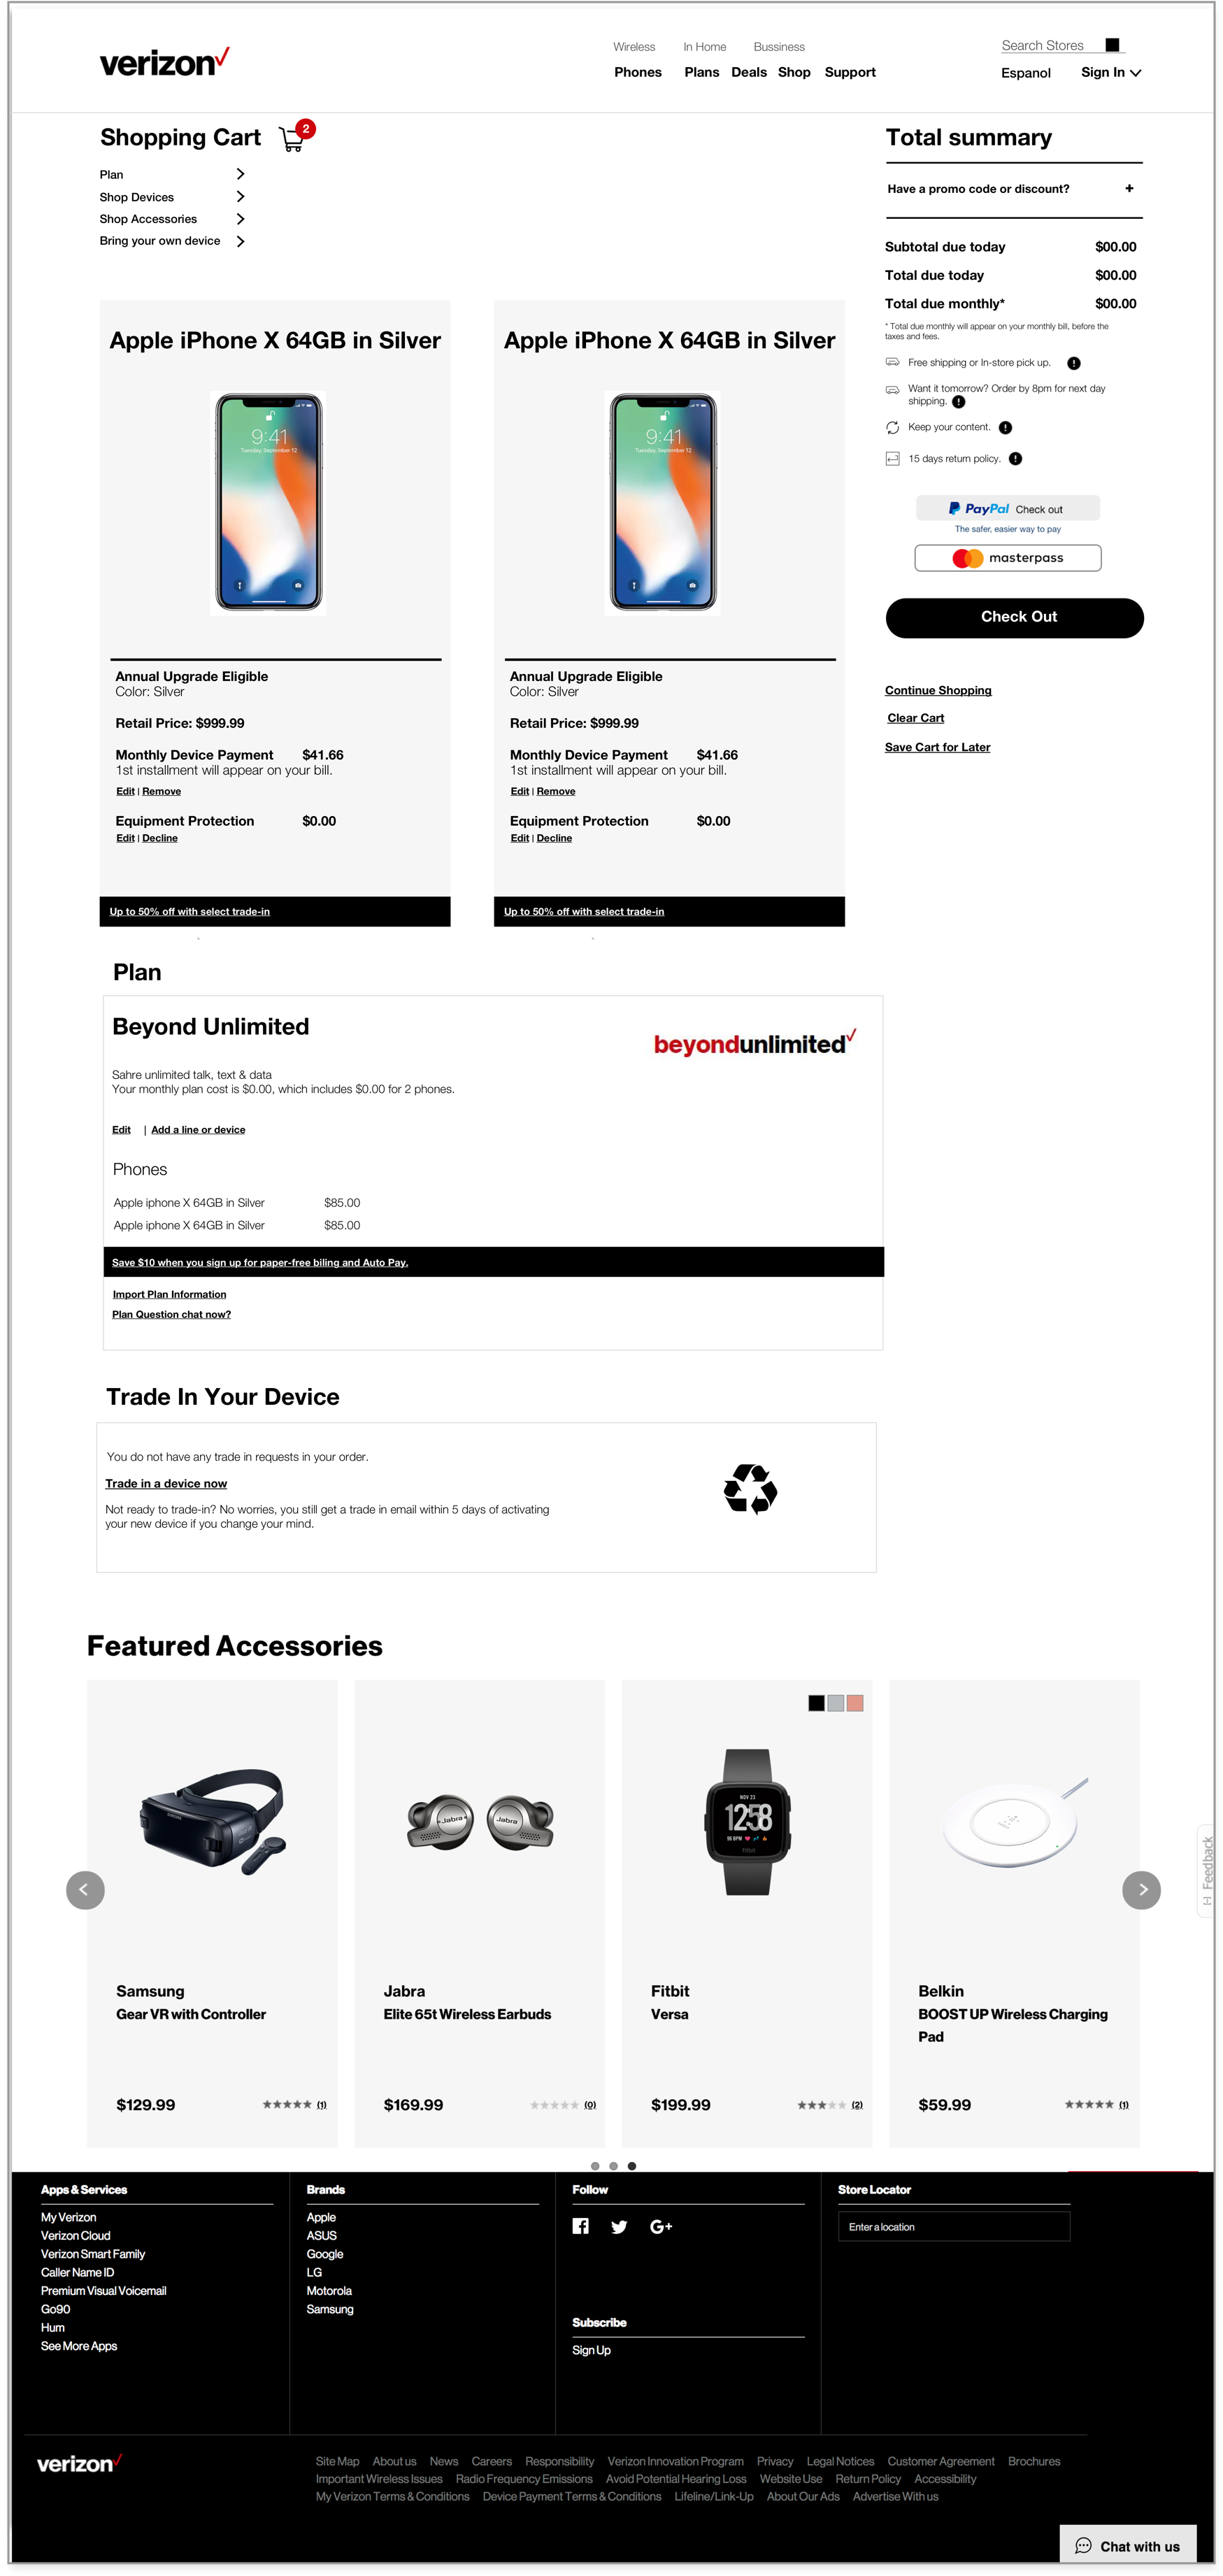 verizon
Wireless In Home Bussiness
Phones Plans Deals Shop Support
Search Stores
Espanol Sign In
Shopping Cart 2
Plan
Shop Devices
Shop Accessories
Bring your own device
Total summary
Have a promo code or discount? +
Subtotal due today $00.00
Total due today $00.00
Total due monthly* $00.00
* Total due monthly will appear on your monthly bill, before the
taxes and fees.
Free shipping or In-store pick up. !
Want it tomorrow? Order by 8pm for next day
shipping. !
Keep your content. !
15 days return policy. !
PayPal Check out
The safer, easier way to pay
masterpass
Check Out
Continue Shopping
Clear Cart
Save Cart for Later
Apple iPhone X 64GB in Silver
9:41
Tuesday, September 12
Annual Upgrade Eligible
Color: Silver
Retail Price: $999.99
Monthly Device Payment $41.66
1st installment will appear on your bill.
Edit | Remove
Equipment Protection $0.00
Edit | Decline
Up to 50% off with select trade-in
Apple iPhone X 64GB in Silver
9:41
Tuesday, September 12
Annual Upgrade Eligible
Color: Silver
Retail Price: $999.99
Monthly Device Payment $41.66
1st installment will appear on your bill.
Edit | Remove
Equipment Protection $0.00
Edit | Decline
Up to 50% off with select trade-in
Plan
Beyond Unlimited
beyondunlimited
Sahre unlimited talk, text & data
Your monthly plan cost is $0.00, which includes $0.00 for 2 phones.
Edit | Add a line or device
Phones
Apple iphone X 64GB in Silver $85.00
Apple iphone X 64GB in Silver $85.00
Save $10 when you sign up for paper-free biling and Auto Pay.
Import Plan Information
Plan Question chat now?
Trade In Your Device
You do not have any trade in requests in your order.
Trade in a device now
Not ready to trade-in? No worries, you still get a trade in email within 5 days of activating
your new device if you change your mind.
Featured Accessories
Samsung
Gear VR with Controller
$129.99 (1)
Jabra
Jabra
Jabra
Elite 65t Wireless Earbuds
$169.99 (0)
NOV 23
1258
96 BPM
fitbit
Fitbit
Versa
$199.99 (2)
Belkin
BOOST UP Wireless Charging
Pad
$59.99 (1)
[-] Feedback
Apps & Services
My Verizon
Verizon Cloud
Verizon Smart Family
Caller Name ID
Premium Visual Voicemail
Go90
Hum
See More Apps
Brands
Apple
ASUS
Google
LG
Motorola
Samsung
Follow
G+
Subscribe
Sign Up
Store Locator
Enter a location
verizon
Site Map About us News Careers Responsibility Verizon Innovation Program Privacy Legal Notices Customer Agreement Brochures
Important Wireless Issues Radio Frequency Emissions Avoid Potential Hearing Loss Website Use Return Policy Accessibility
My Verizon Terms & Conditions Device Payment Terms & Conditions Lifeline/Link-Up About Our Ads Advertise With us
Chat with us